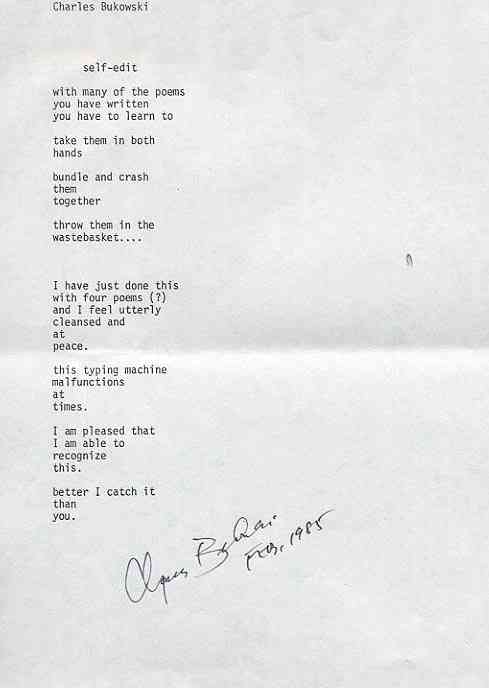 Charles Bukowski
self-edit
with many of the poems
you have written
you have to learn to
take them in both
hands
bundle and crash
them
together
throw them in the
wastebasket....
I have just done this
with four poems (?)
and I feel utterly
cleansed and
at
peace.
this typing machine
malfunctions
at
times.
I am pleased that
I am able to
recognize
this.
better I catch it
than
you.
Charles Bukowski
Feb, 1985